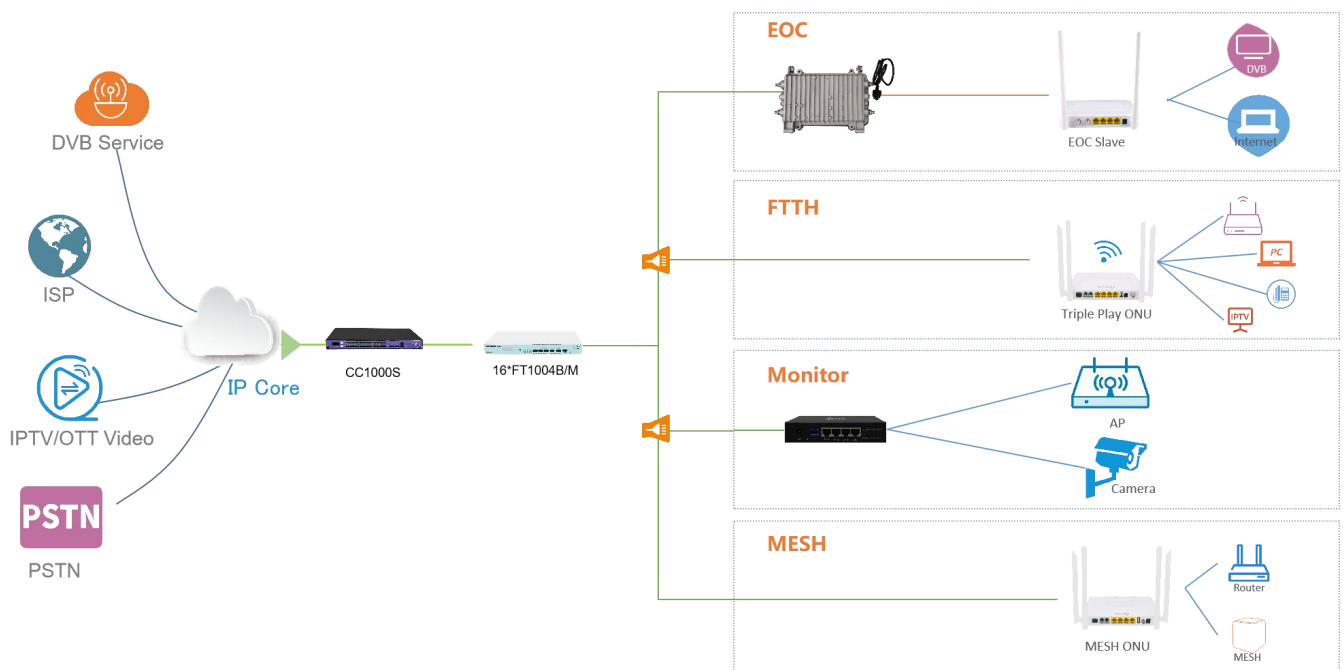 DVB Service
ISP
IPTV/OTT Video
PSTN
PSTN
IP Core
CC1000S
16*FT1004B/M
EOC
EOC Slave
DVB
Internet
FTTH
Triple Play ONU
PC
IPTV
Monitor
AP
Camera
MESH
MESH ONU
Router
MESH